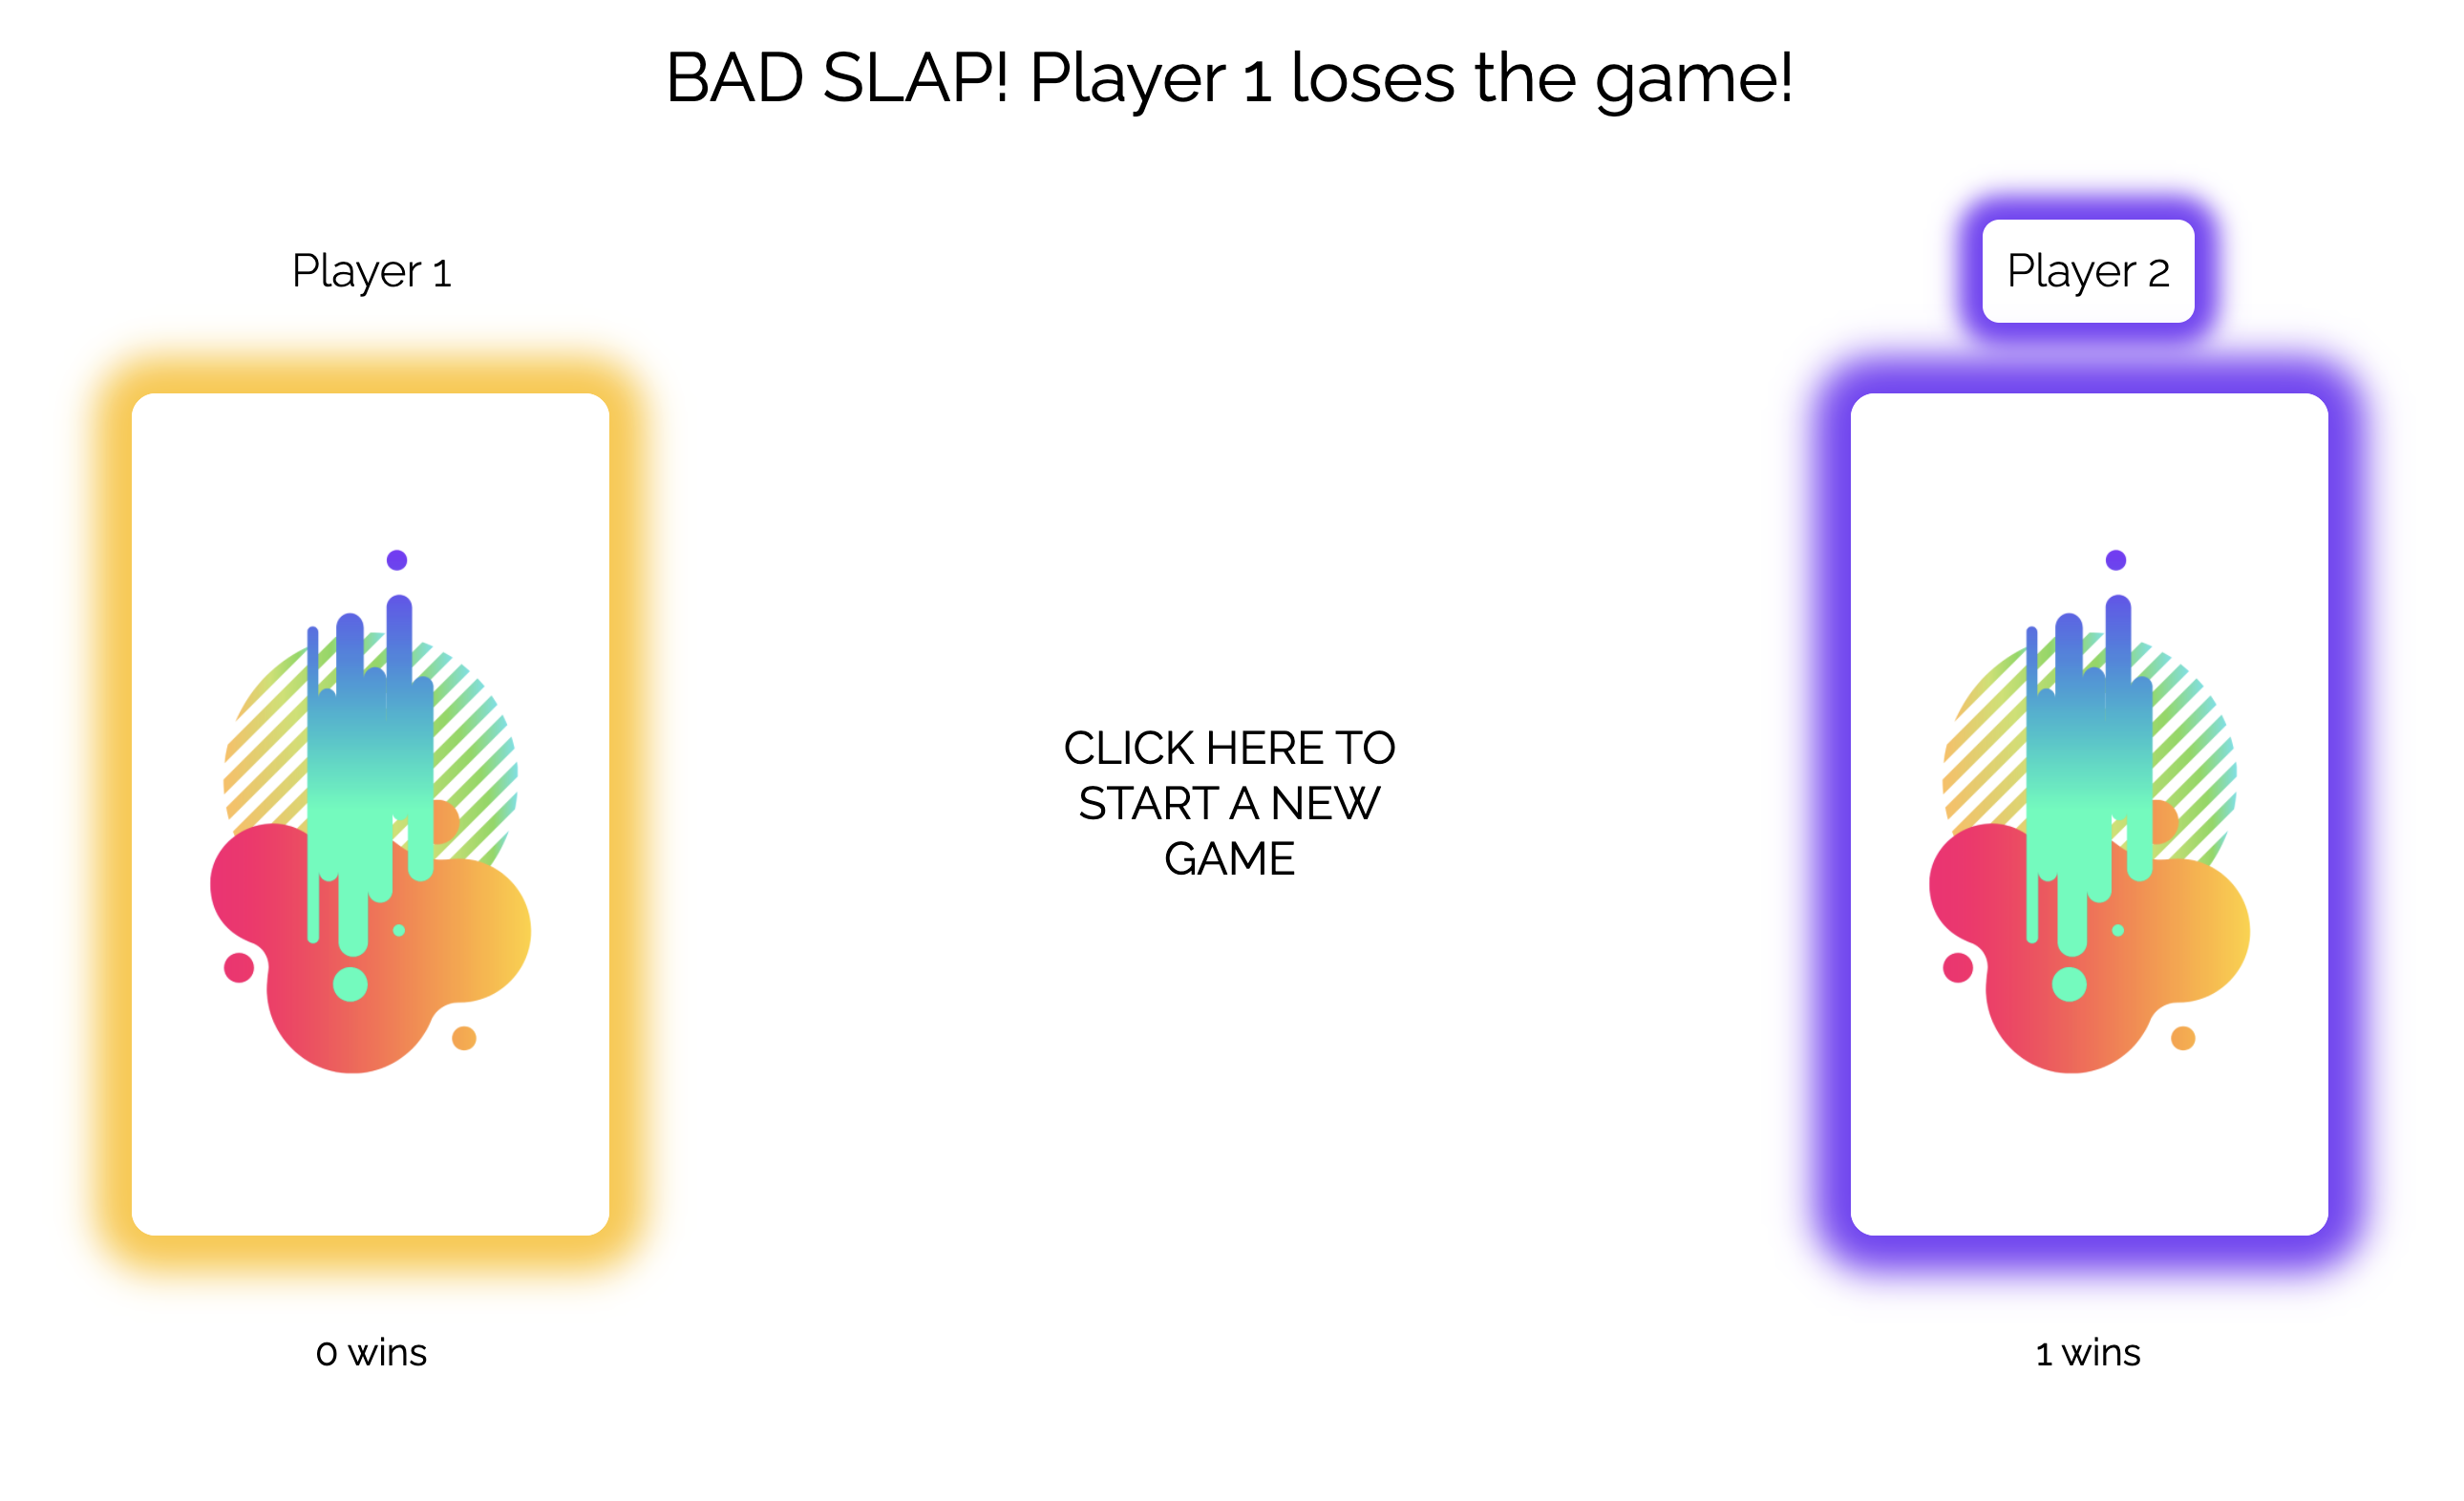 BAD SLAP! Player 1 loses the game!
Player 1
Player 2
CLICK HERE TO
START A NEW
GAME
0 wins
1 wins